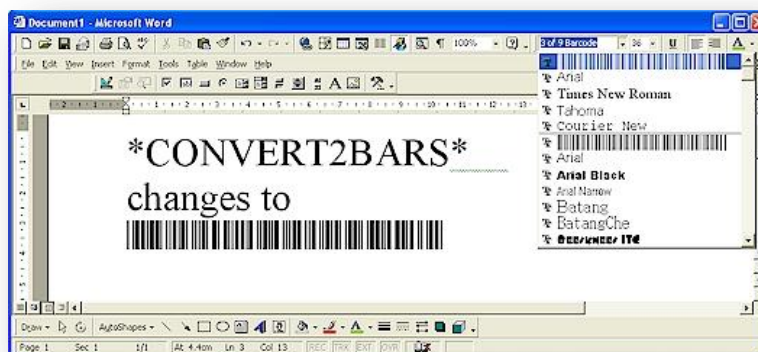 Document1 - Microsoft Word
100%
3 of 9 Barcode
36
U
A
File Edit View Insert Format Tools Table Window Help
Arial
Times New Roman
Tahoma
Courier New
Arial
Arial Black
Arial Narrow
Batang
BatangChe
*CONVERT2BARS*
changes to
Draw AutoShapes
Page 1 Sec 1 1/1 At 4.4cm Ln 3 Col 13 REC TRK EXT OVR